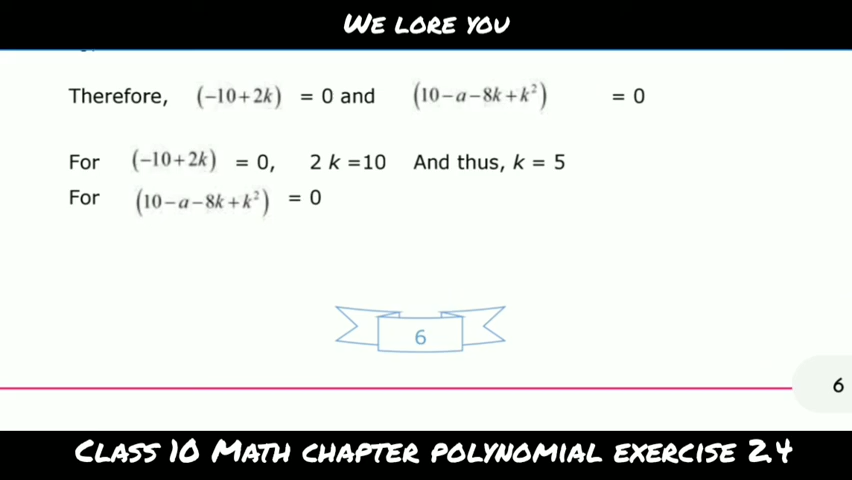 We lore you
Therefore, (−10+2k) = 0 and (10−a−8k+k²) = 0
For (−10+2k) = 0, 2 k =10 And thus, k = 5
For (10−a−8k+k²) = 0
6
6
Class 10 Math chapter polynomial exercise 2.4